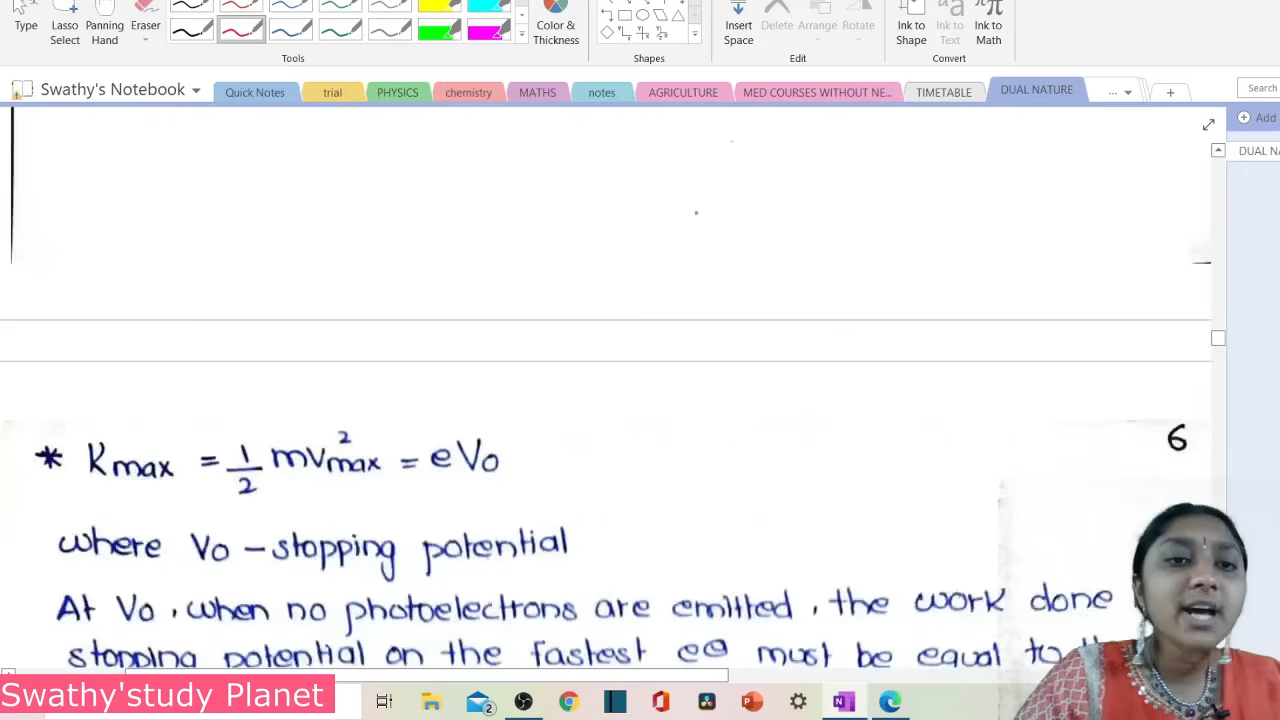 Type
Lasso Select
Panning Hand
Eraser
Color & Thickness
Insert Space
Delete
Arrange
Rotate
Ink to Shape
Ink to Text
Ink to Math
Tools
Shapes
Edit
Convert
Swathy's Notebook
Quick Notes
trial
PHYSICS
chemistry
MATHS
notes
AGRICULTURE
MED COURSES WITHOUT NE...
TIMETABLE
DUAL NATURE
...
Search
Add
DUAL NA
6
* Kmax = 1/2 mv²max = eV₀
where V₀ - stopping potential
At V₀, when no photoelectrons are emitted, the work done
stopping potential on the fastest e⊖ must be equal to
Swathy'study Planet
2